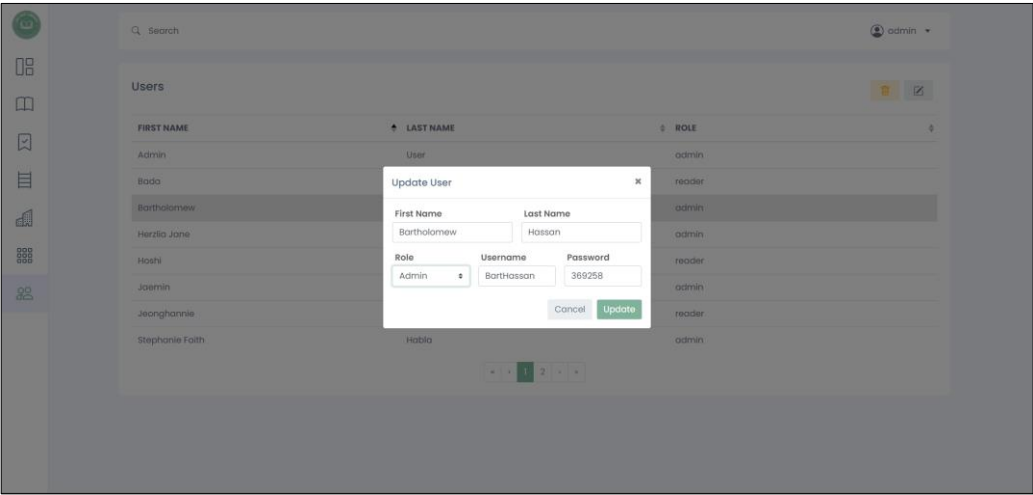 Search
admin
Users
FIRST NAME LAST NAME ROLE
Admin User admin
Bada reader
Bartholomew admin
Herzlia Jane admin
Hoshi reader
Jaemin admin
Jeonghannie reader
Stephanie Faith Habla admin
« ‹ 1 2 › »
Update User ×
First Name Last Name
Bartholomew Hassan
Role Username Password
Admin BartHassan 369258
Cancel Update